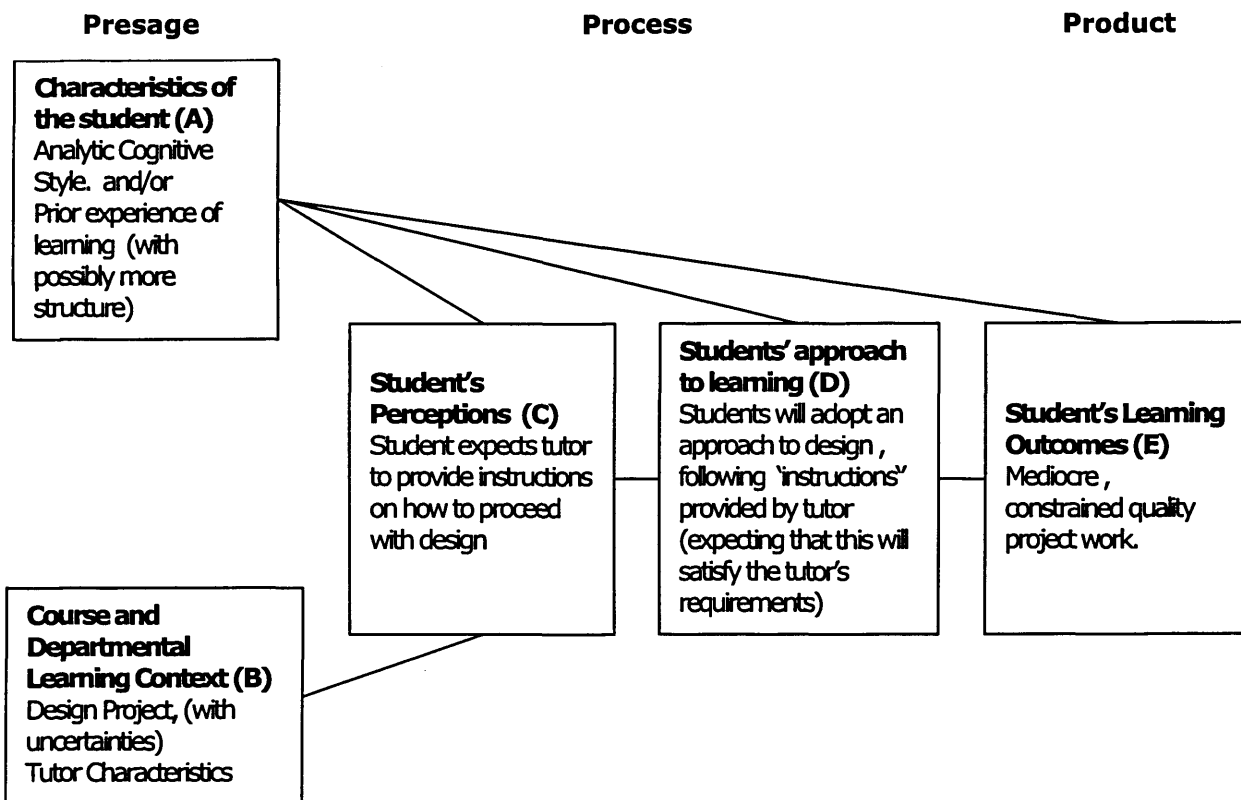 Presage
Process
Product
Characteristics of
the student (A)
Analytic Cognitive
Style. and/or
Prior experience of
learning (with
possibly more
structure)
Student's
Perceptions (C)
Student expects tutor
to provide instructions
on how to proceed
with design
Students' approach
to learning (D)
Students will adopt an
approach to design ,
following 'instructions''
provided by tutor
(expecting that this will
satisfy the tutor's
requirements)
Student's Learning
Outcomes (E)
Mediocre ,
constrained quality
project work.
Course and
Departmental
Learning Context (B)
Design Project, (with
uncertainties)
Tutor Characteristics